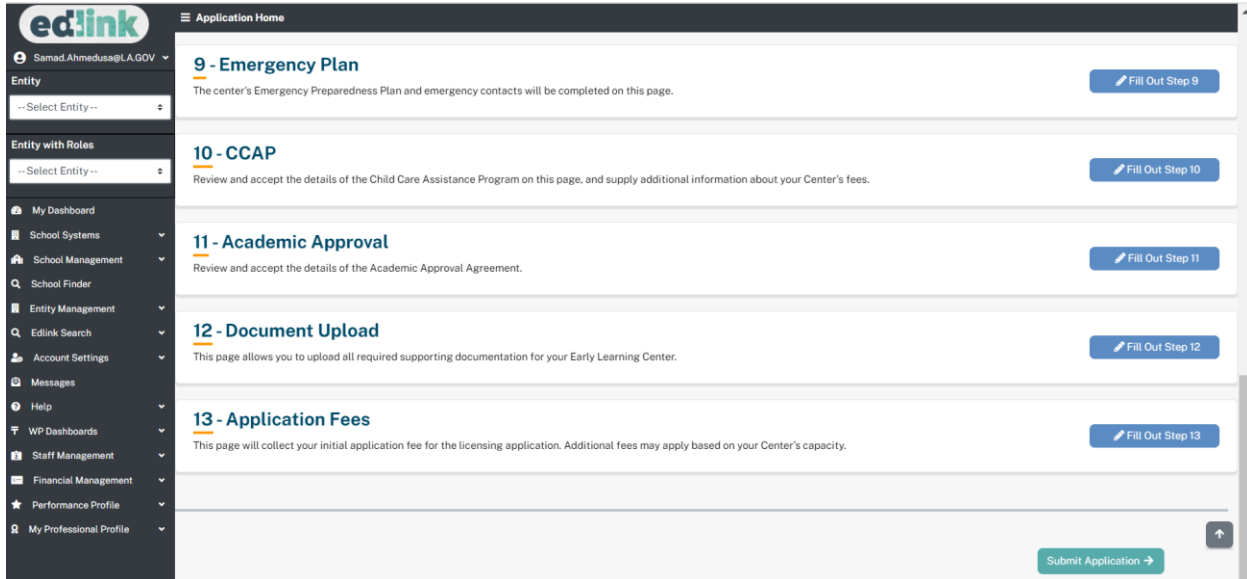 ed:link
Samad.Ahmedusa@LA.GOV
Entity
--Select Entity--
Entity with Roles
--Select Entity--
My Dashboard
School Systems
School Management
School Finder
Entity Management
Edlink Search
Account Settings
Messages
Help
WP Dashboards
Staff Management
Financial Management
Performance Profile
My Professional Profile
Application Home
9 - Emergency Plan
The center's Emergency Preparedness Plan and emergency contacts will be completed on this page.
Fill Out Step 9
10 - CCAP
Review and accept the details of the Child Care Assistance Program on this page, and supply additional information about your Center's fees.
Fill Out Step 10
11 - Academic Approval
Review and accept the details of the Academic Approval Agreement.
Fill Out Step 11
12 - Document Upload
This page allows you to upload all required supporting documentation for your Early Learning Center.
Fill Out Step 12
13 - Application Fees
This page will collect your initial application fee for the licensing application. Additional fees may apply based on your Center's capacity.
Fill Out Step 13
Submit Application